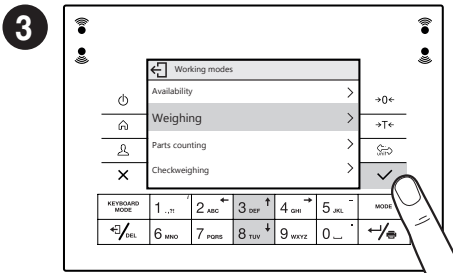 3
Working modes
Availability
Weighing
Parts counting
Checkweighing
→0←
→T←
UNIT
KEYBOARD MODE
1 .,?! i
2 ABC ←
3 DEF ↑
4 GHI →
5 JKL -
MODE
/DEL
6 MNO
7 PQRS
8 TUV ↓
9 WXYZ
0 .